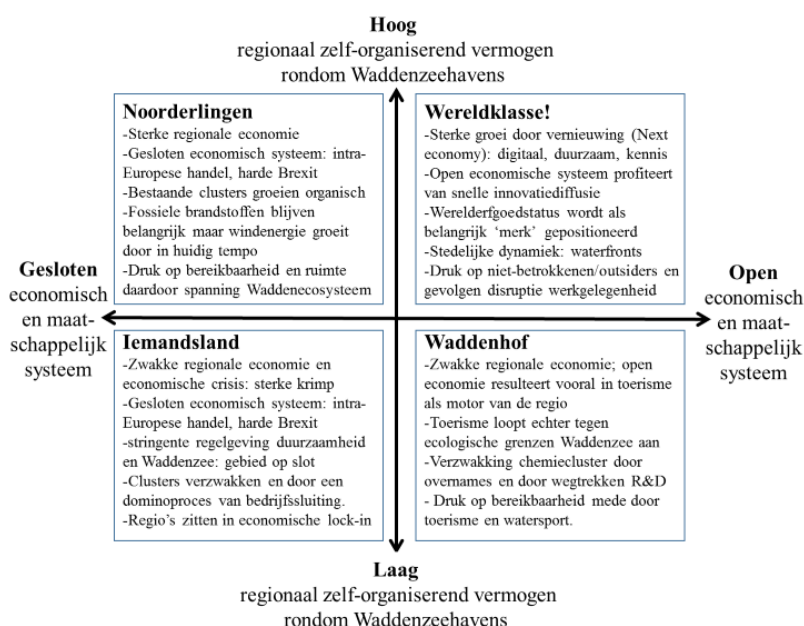 Hoog
regionaal zelf-organiserend vermogen
rondom Waddenzeehavens
Noorderlingen
-Sterke regionale economie
-Gesloten economisch systeem: intra-
Europese handel, harde Brexit
-Bestaande clusters groeien organisch
-Fossiele brandstoffen blijven
belangrijk maar windenergie groeit
door in huidig tempo
-Druk op bereikbaarheid en ruimte
daardoor spanning Waddenecosysteem
Wereldklasse!
-Sterke groei door vernieuwing (Next
economy): digitaal, duurzaam, kennis
-Open economische systeem profiteert
van snelle innovatiediffusie
-Werelderfgoedstatus wordt als
belangrijk ‘merk’ gepositioneerd
-Stedelijke dynamiek: waterfronts
-Druk op niet-betrokkenen/outsiders en
gevolgen disruptie werkgelegenheid
Gesloten
economisch
en maat-
schappelijk
systeem
Open
economisch
en maat-
schappelijk
systeem
Iemandsland
-Zwakke regionale economie en
economische crisis: sterke krimp
-Gesloten economisch systeem: intra-
Europese handel, harde Brexit
-stringente regelgeving duurzaamheid
en Waddenzee: gebied op slot
-Clusters verzwakken en door een
dominoproces van bedrijfssluiting.
-Regio’s zitten in economische lock-in
Waddenhof
-Zwakke regionale economie; open
economie resulteert vooral in toerisme
als motor van de regio
-Toerisme loopt echter tegen
ecologische grenzen Waddenzee aan
-Verzwakking chemiecluster door
overnames en door wegtrekken R&D
- Druk op bereikbaarheid mede door
toerisme en watersport.
Laag
regionaal zelf-organiserend vermogen
rondom Waddenzeehavens